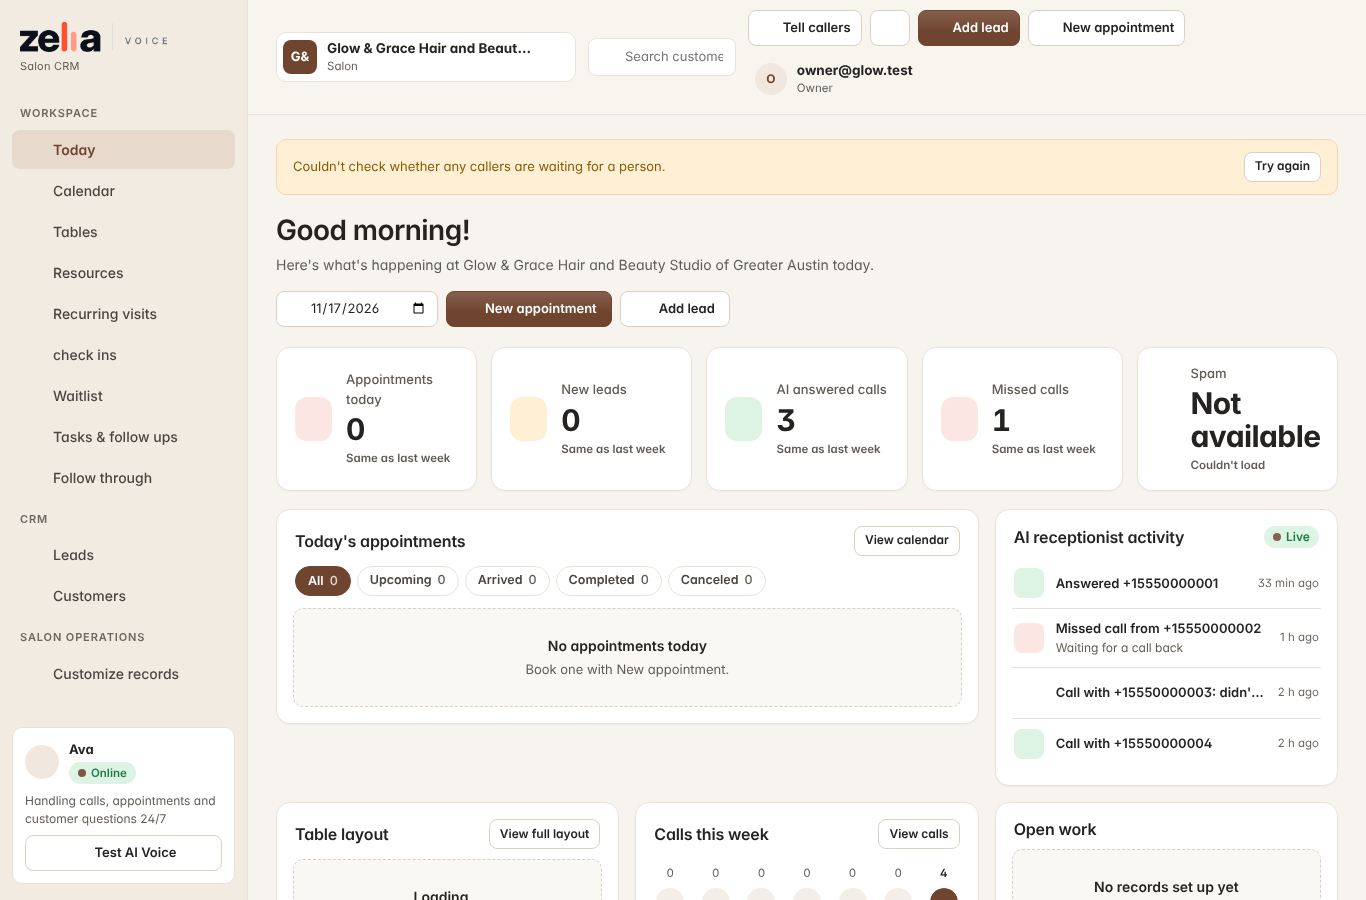 zelia VOICE
Salon CRM
WORKSPACE
Today
Calendar
Tables
Resources
Recurring visits
check ins
Waitlist
Tasks & follow ups
Follow through
CRM
Leads
Customers
SALON OPERATIONS
Customize records
Ava
Online
Handling calls, appointments and
customer questions 24/7
Test AI Voice
G&
Glow & Grace Hair and Beaut...
Salon
Search custome
Tell callers
Add lead
New appointment
O
owner@glow.test
Owner
Couldn't check whether any callers are waiting for a person.
Try again
Good morning!
Here's what's happening at Glow & Grace Hair and Beauty Studio of Greater Austin today.
11/17/2026
New appointment
Add lead
Appointments
today
0
Same as last week
New leads
0
Same as last week
AI answered calls
3
Same as last week
Missed calls
1
Same as last week
Spam
Not
available
Couldn't load
Today's appointments
View calendar
All 0
Upcoming 0
Arrived 0
Completed 0
Canceled 0
No appointments today
Book one with New appointment.
AI receptionist activity
Live
Answered +15550000001
33 min ago
Missed call from +15550000002
Waiting for a call back
1 h ago
Call with +15550000003: didn'...
2 h ago
Call with +15550000004
2 h ago
Table layout
View full layout
Loading
Calls this week
View calls
0 0 0 0 0 0 4
Open work
No records set up yet